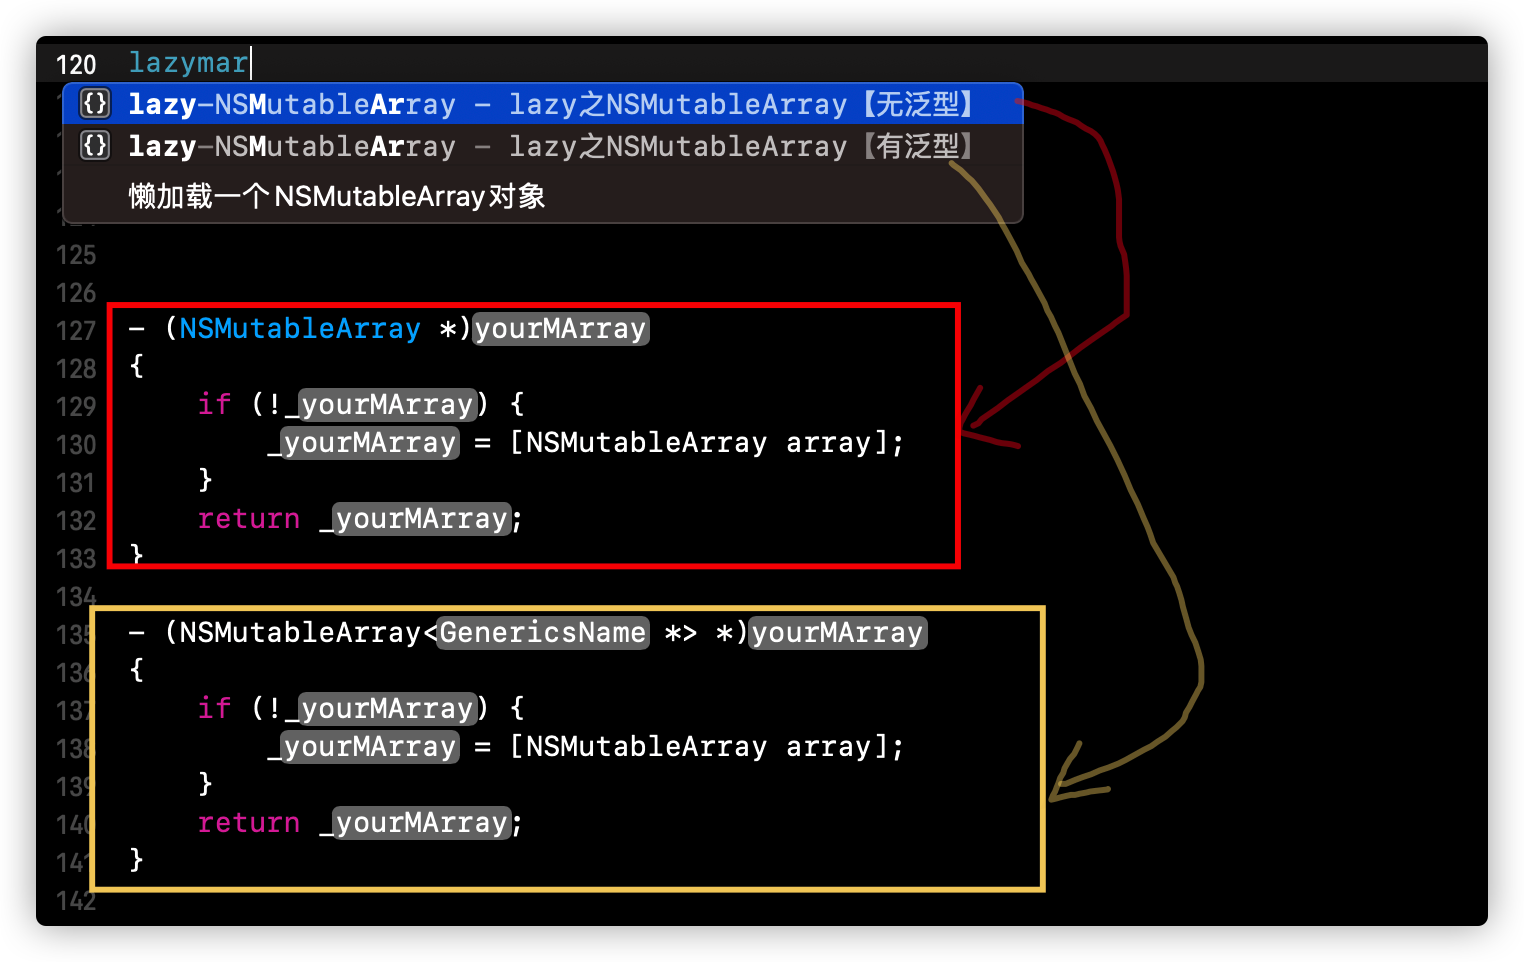 120 lazymar
{} lazy-NSMutableArray — lazy之NSMutableArray【无泛型】
{} lazy-NSMutableArray — lazy之NSMutableArray【有泛型】
懒加载一个NSMutableArray对象
125
126
127 - (NSMutableArray *)yourMArray
128 {
129 if (!_yourMArray) {
130 _yourMArray = [NSMutableArray array];
131 }
132 return _yourMArray;
133 }
134
135 - (NSMutableArray<GenericsName *> *)yourMArray
136 {
137 if (!_yourMArray) {
138 _yourMArray = [NSMutableArray array];
139 }
140 return _yourMArray;
141 }
142